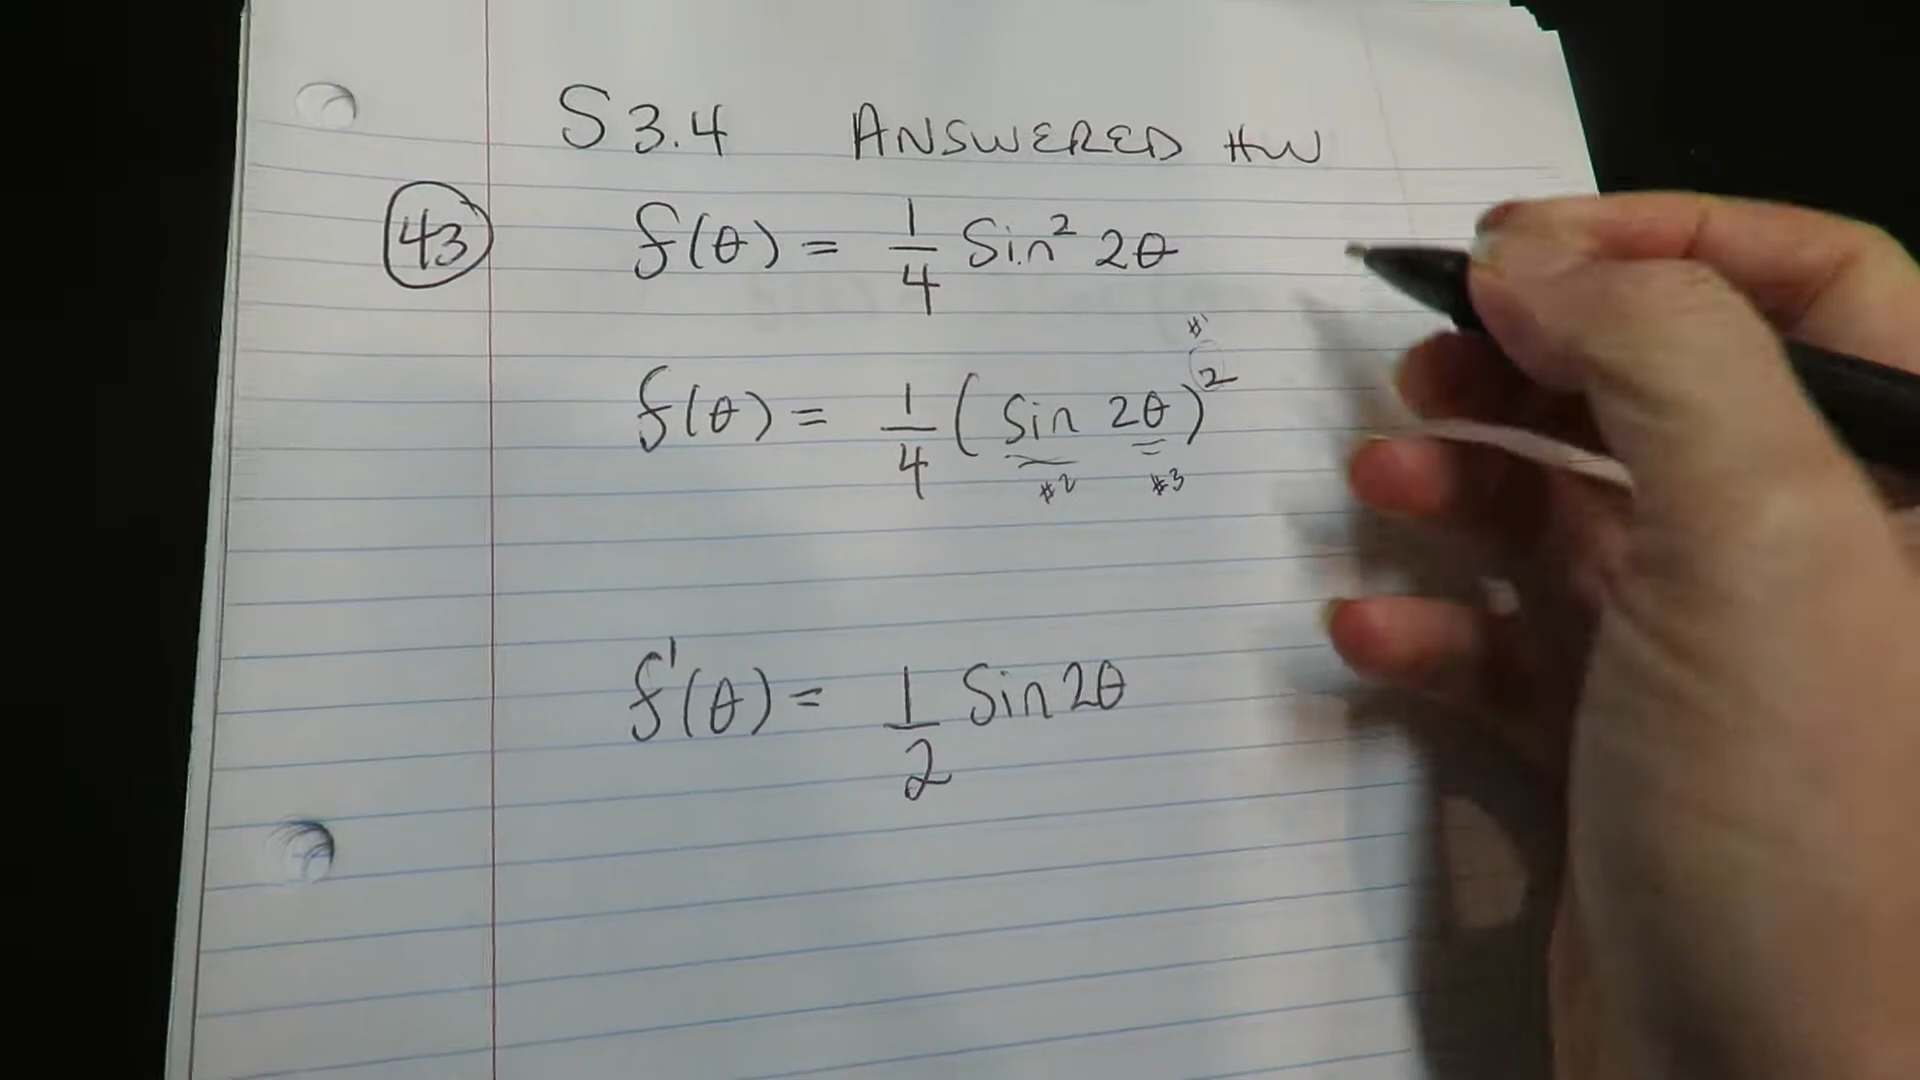 S 3.4 ANSWERED HW
43 f(θ) = 1/4 Sin² 2θ
#1
f(θ) = 1/4 (Sin 2θ)²
#2 #3
f'(θ) = 1/2 Sin 2θ